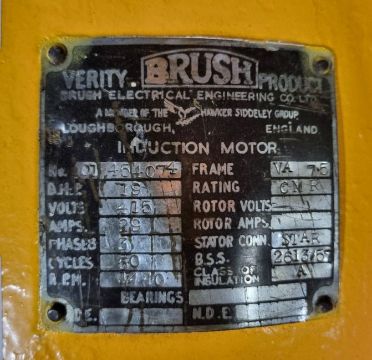 VERITY BRUSH PRODUCT
BRUSH ELECTRICAL ENGINEERING CO. LTD.
A MEMBER OF THE HAWKER SIDDELEY GROUP
LOUGHBOROUGH, ENGLAND
INDUCTION MOTOR
No. FRAME VA 75
B.H.P. 19 RATING CMR
VOLTS 415 ROTOR VOLTS
AMPS. 29 ROTOR AMPS.
PHASES 3 STATOR CONN. STAR
CYCLES 50 B.S.S. 2613/57
R.P.M. CLASS OF INSULATION A
BEARINGS
D.E. N.D.E.